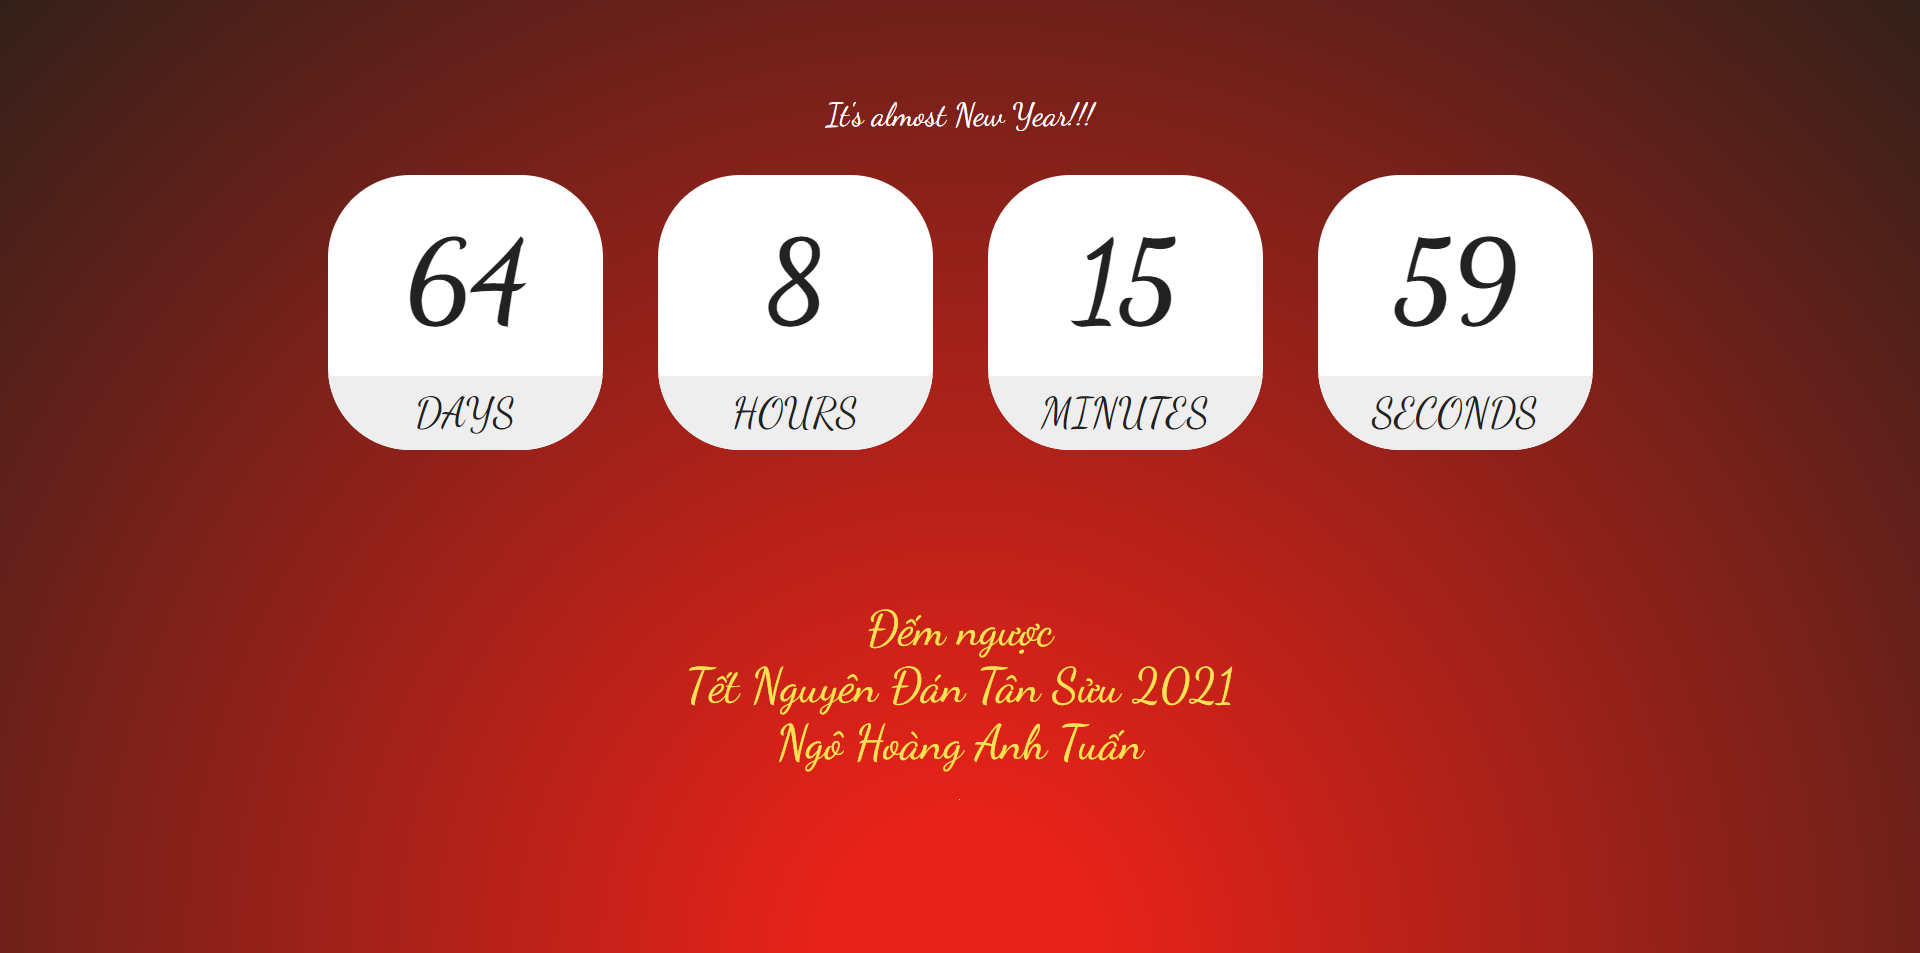 It's almost New Year!!!
64 8 15 59
DAYS HOURS MINUTES SECONDS
Đếm ngược
Tết Nguyên Đán Tân Sửu 2021
Ngô Hoàng Anh Tuấn